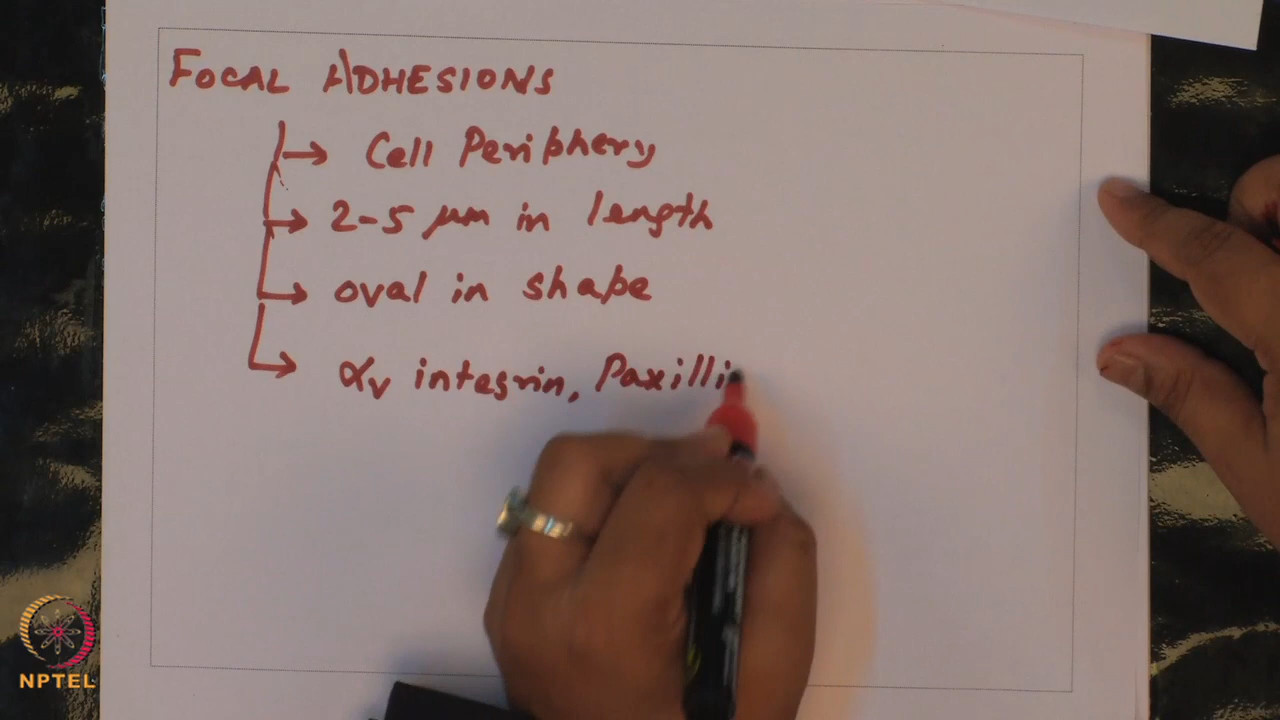 FOCAL ADHESIONS
→ Cell Periphery
→ 2-5 μm in length
→ oval in shape
→ αv integrin, Paxilli
NPTEL